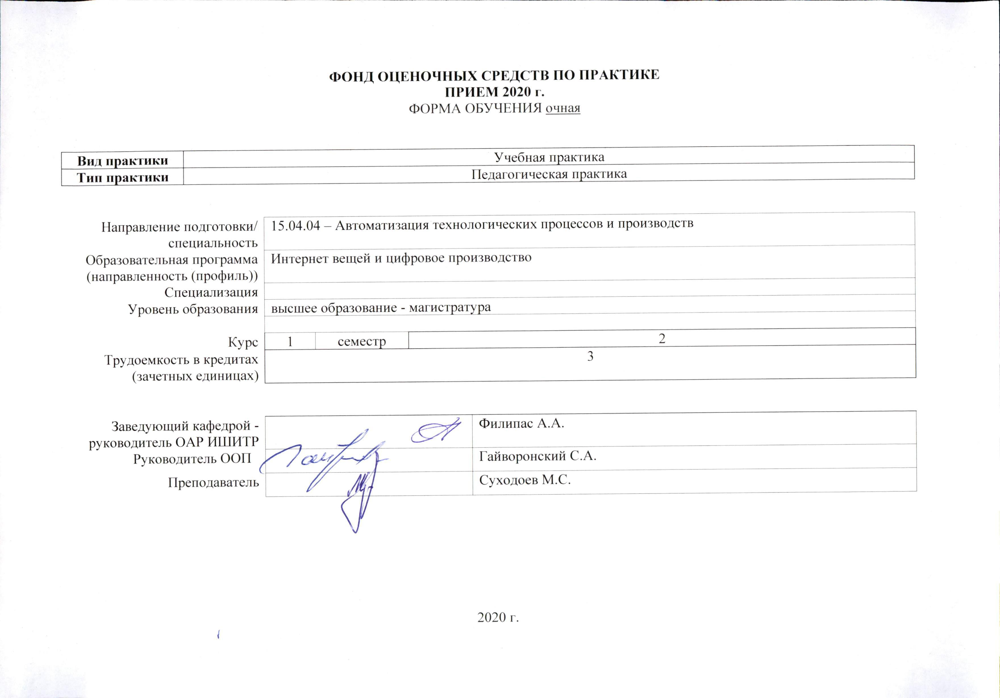 ФОНД ОЦЕНОЧНЫХ СРЕДСТВ ПО ПРАКТИКЕ
ПРИЕМ 2020 г.
ФОРМА ОБУЧЕНИЯ очная
Вид практики Учебная практика
Тип практики Педагогическая практика
Направление подготовки/ 15.04.04 – Автоматизация технологических процессов и производств
специальность
Образовательная программа Интернет вещей и цифровое производство
(направленность (профиль))
Специализация
Уровень образования высшее образование - магистратура
Курс 1 семестр 2
Трудоемкость в кредитах 3
(зачетных единицах)
Заведующий кафедрой - Филипас А.А.
руководитель ОАР ИШИТР
Руководитель ООП Гайворонский С.А.
Преподаватель Суходоев М.С.
2020 г.